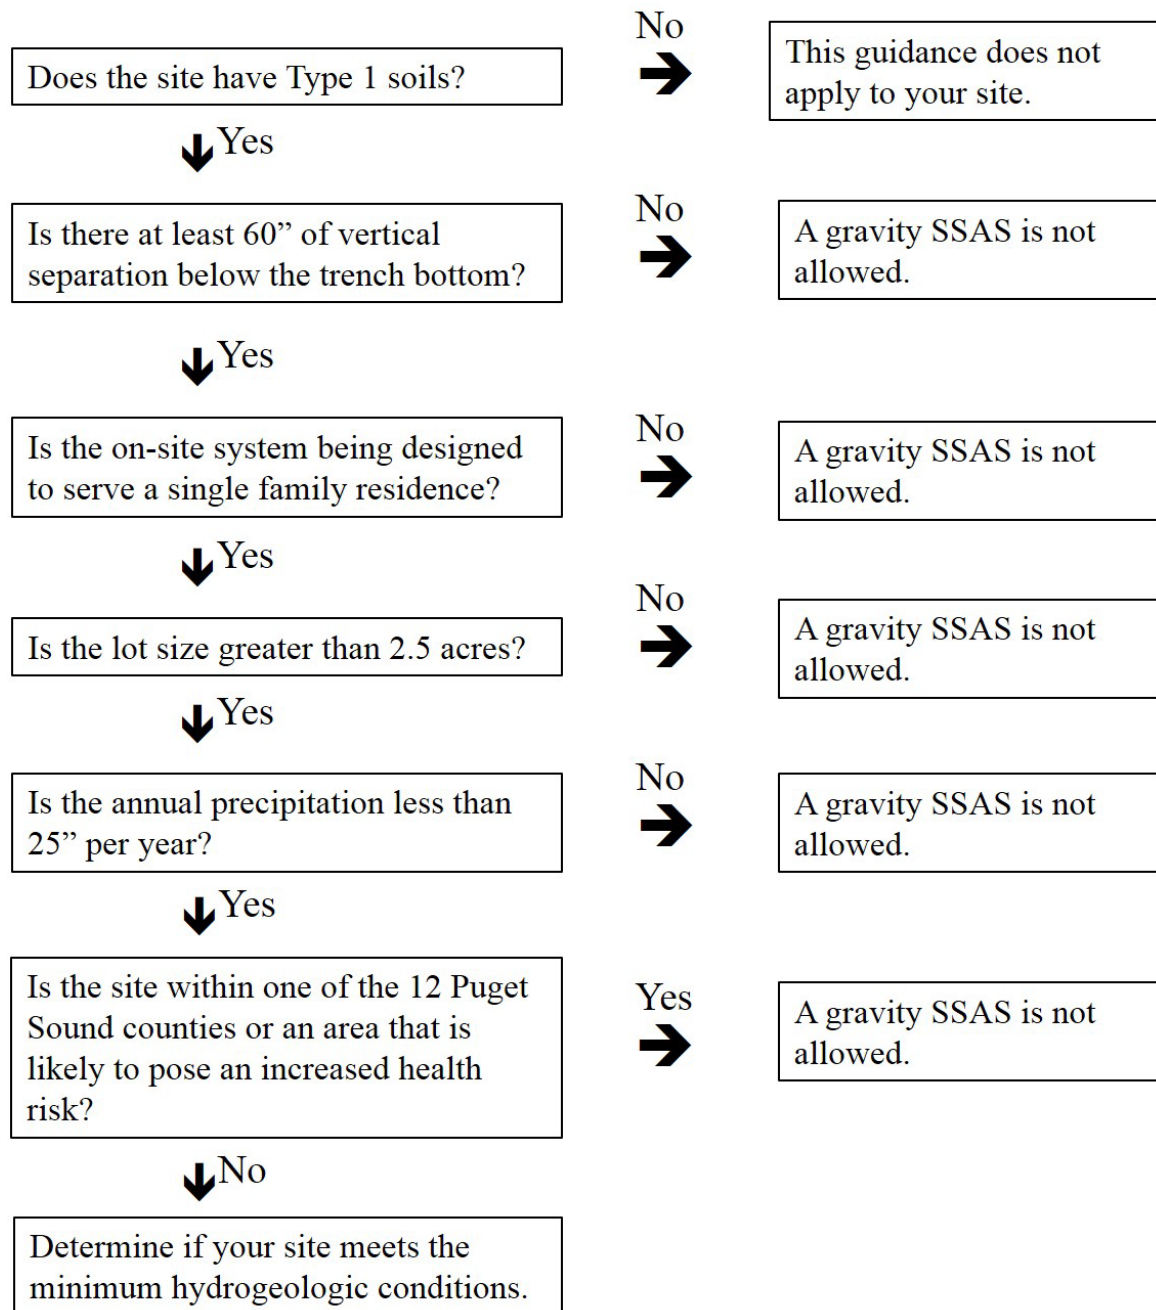 No
Does the site have Type 1 soils?
This guidance does not
apply to your site.
Yes
No
Is there at least 60” of vertical
separation below the trench bottom?
A gravity SSAS is not
allowed.
Yes
No
Is the on-site system being designed
to serve a single family residence?
A gravity SSAS is not
allowed.
Yes
No
Is the lot size greater than 2.5 acres?
A gravity SSAS is not
allowed.
Yes
No
Is the annual precipitation less than
25” per year?
A gravity SSAS is not
allowed.
Yes
Is the site within one of the 12 Puget
Sound counties or an area that is
likely to pose an increased health
risk?
Yes
A gravity SSAS is not
allowed.
No
Determine if your site meets the
minimum hydrogeologic conditions.